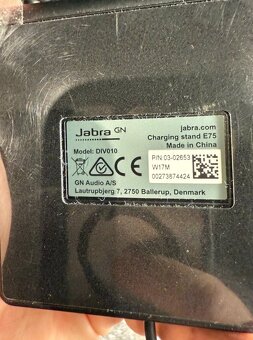 Jabra GN
jabra.com
Charging stand E75
Model: DIV010
Made in China
P/N:03-02653
W17M
00273874424
GN Audio A/S
Lautrupbjerg 7, 2750 Ballerup, Denmark